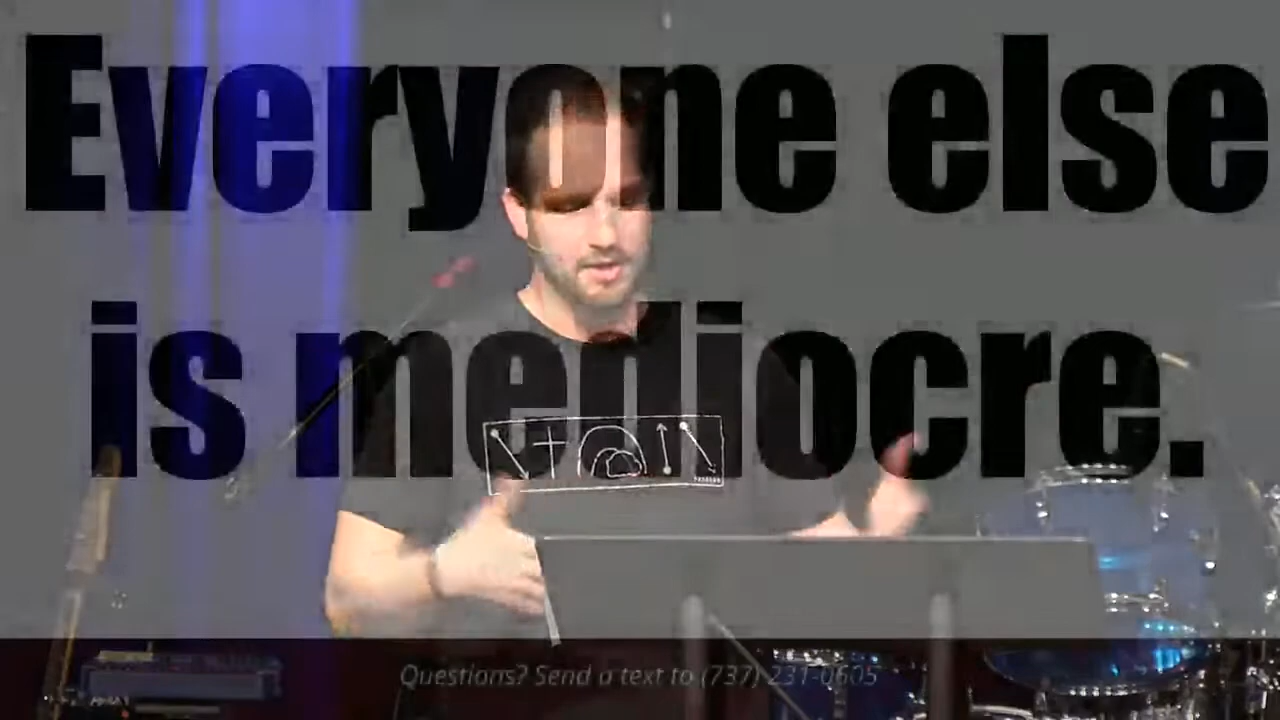 Everyone else
is mediocre.
Questions? Send a text to (737) 231-0605